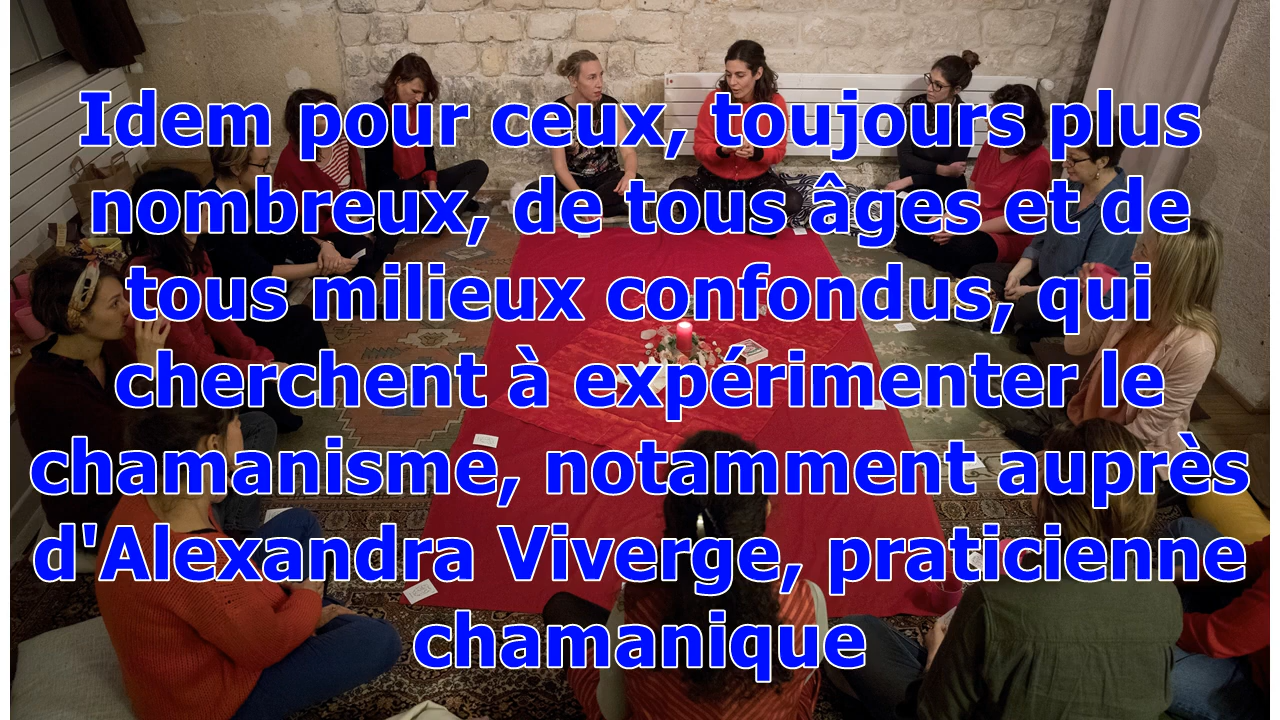 Idem pour ceux, toujours plus
nombreux, de tous âges et de
tous milieux confondus, qui
cherchent à expérimenter le
chamanisme, notamment auprès
d'Alexandra Viverge, praticienne
chamanique